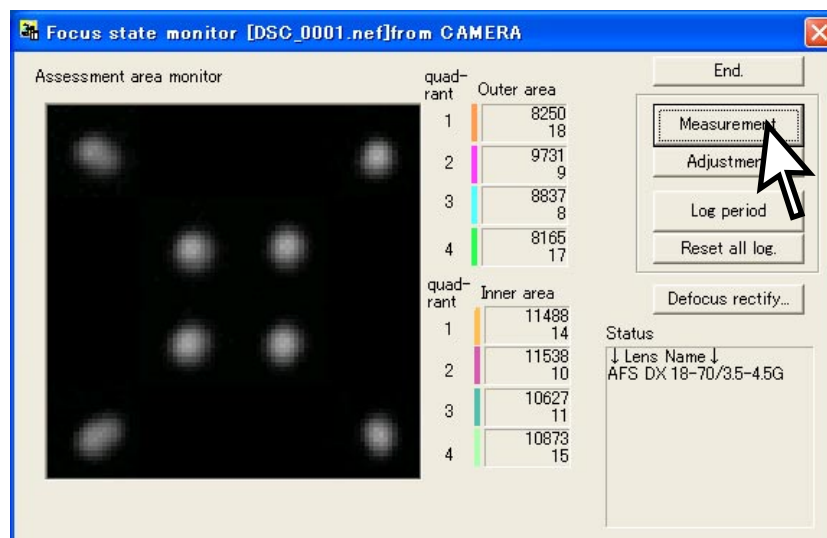 Focus state monitor [DSC_0001.nef]from CAMERA
Assessment area monitor
quad-
rant
Outer area
1
8250
18
2
9731
9
3
8837
8
4
8165
17
quad-
rant
Inner area
1
11488
14
2
11538
10
3
10627
11
4
10873
15
End.
Measurement
Adjustmen
Log period
Reset all log.
Defocus rectify...
Status
↓Lens Name↓
AFS DX 18-70/3.5-4.5G